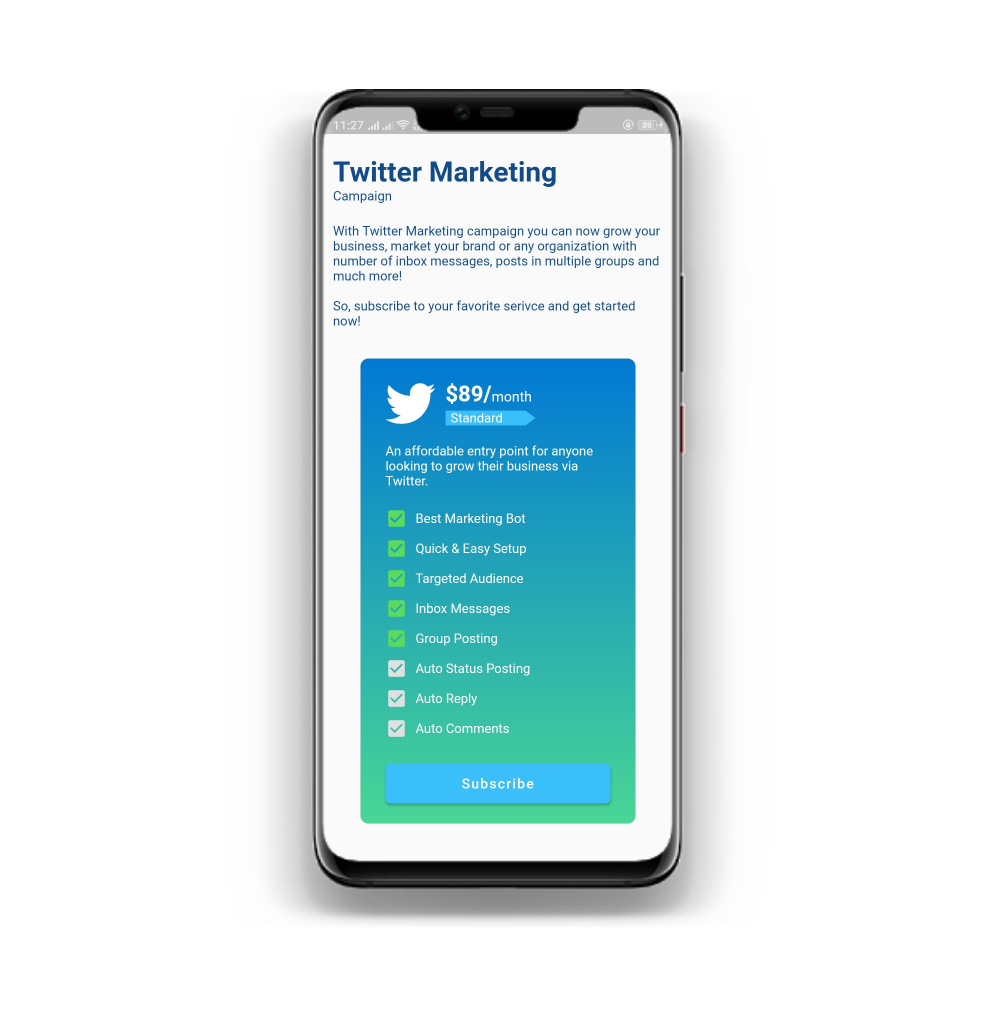 11:27
89
Twitter Marketing
Campaign
With Twitter Marketing campaign you can now grow your
business, market your brand or any organization with
number of inbox messages, posts in multiple groups and
much more!
So, subscribe to your favorite serivce and get started
now!
$89/month
Standard
An affordable entry point for anyone
looking to grow their business via
Twitter.
Best Marketing Bot
Quick & Easy Setup
Targeted Audience
Inbox Messages
Group Posting
Auto Status Posting
Auto Reply
Auto Comments
Subscribe